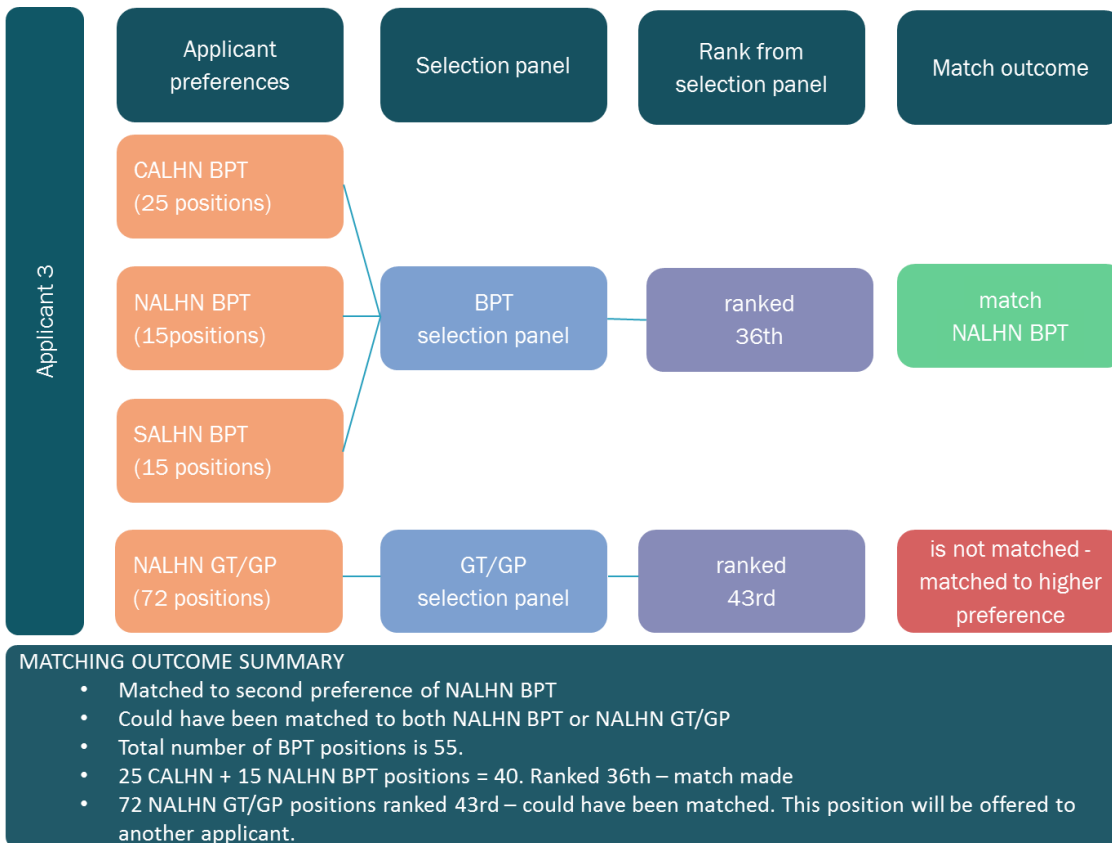 Applicant 3
Applicant
preferences
Selection panel
Rank from
selection panel
Match outcome
CALHN BPT
(25 positions)
NALHN BPT
(15positions)
SALHN BPT
(15 positions)
BPT
selection panel
ranked
36th
match
NALHN BPT
NALHN GT/GP
(72 positions)
GT/GP
selection panel
ranked
43rd
is not matched -
matched to higher
preference
MATCHING OUTCOME SUMMARY
• Matched to second preference of NALHN BPT
• Could have been matched to both NALHN BPT or NALHN GT/GP
• Total number of BPT positions is 55.
• 25 CALHN + 15 NALHN BPT positions = 40. Ranked 36th – match made
• 72 NALHN GT/GP positions ranked 43rd – could have been matched. This position will be offered to
another applicant.